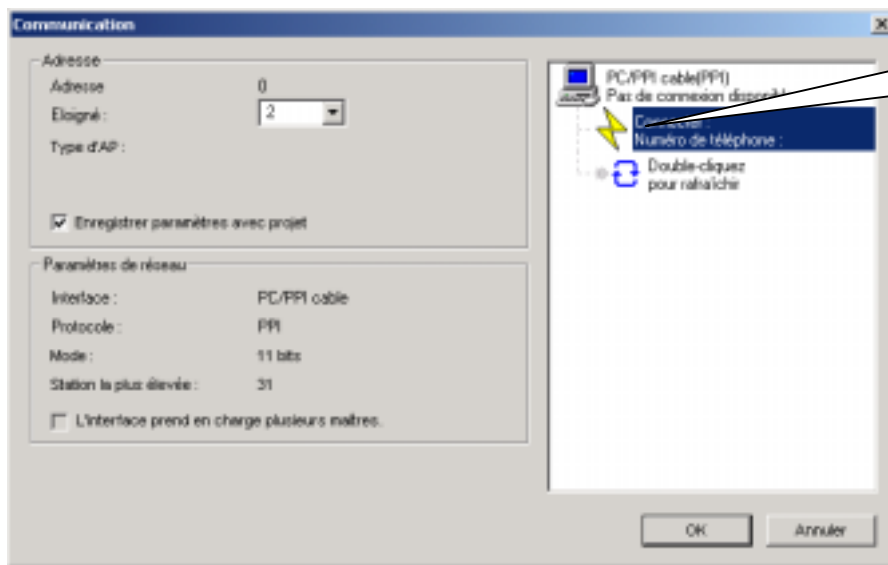 Communication
Adresse
Adresse 0
Eloigné : 2
Type d'AP :
Enregistrer paramètres avec projet
Paramètres de réseau
Interface : PC/PPI cable
Protocole : PPI
Mode : 11 bits
Station la plus élevée : 31
L'interface prend en charge plusieurs maîtres.
PC/PPI cable(PPI)
Pas de connexion
Connecter :
Numéro de téléphone :
Double-cliquez
pour rafraîchir
OK
Annuler